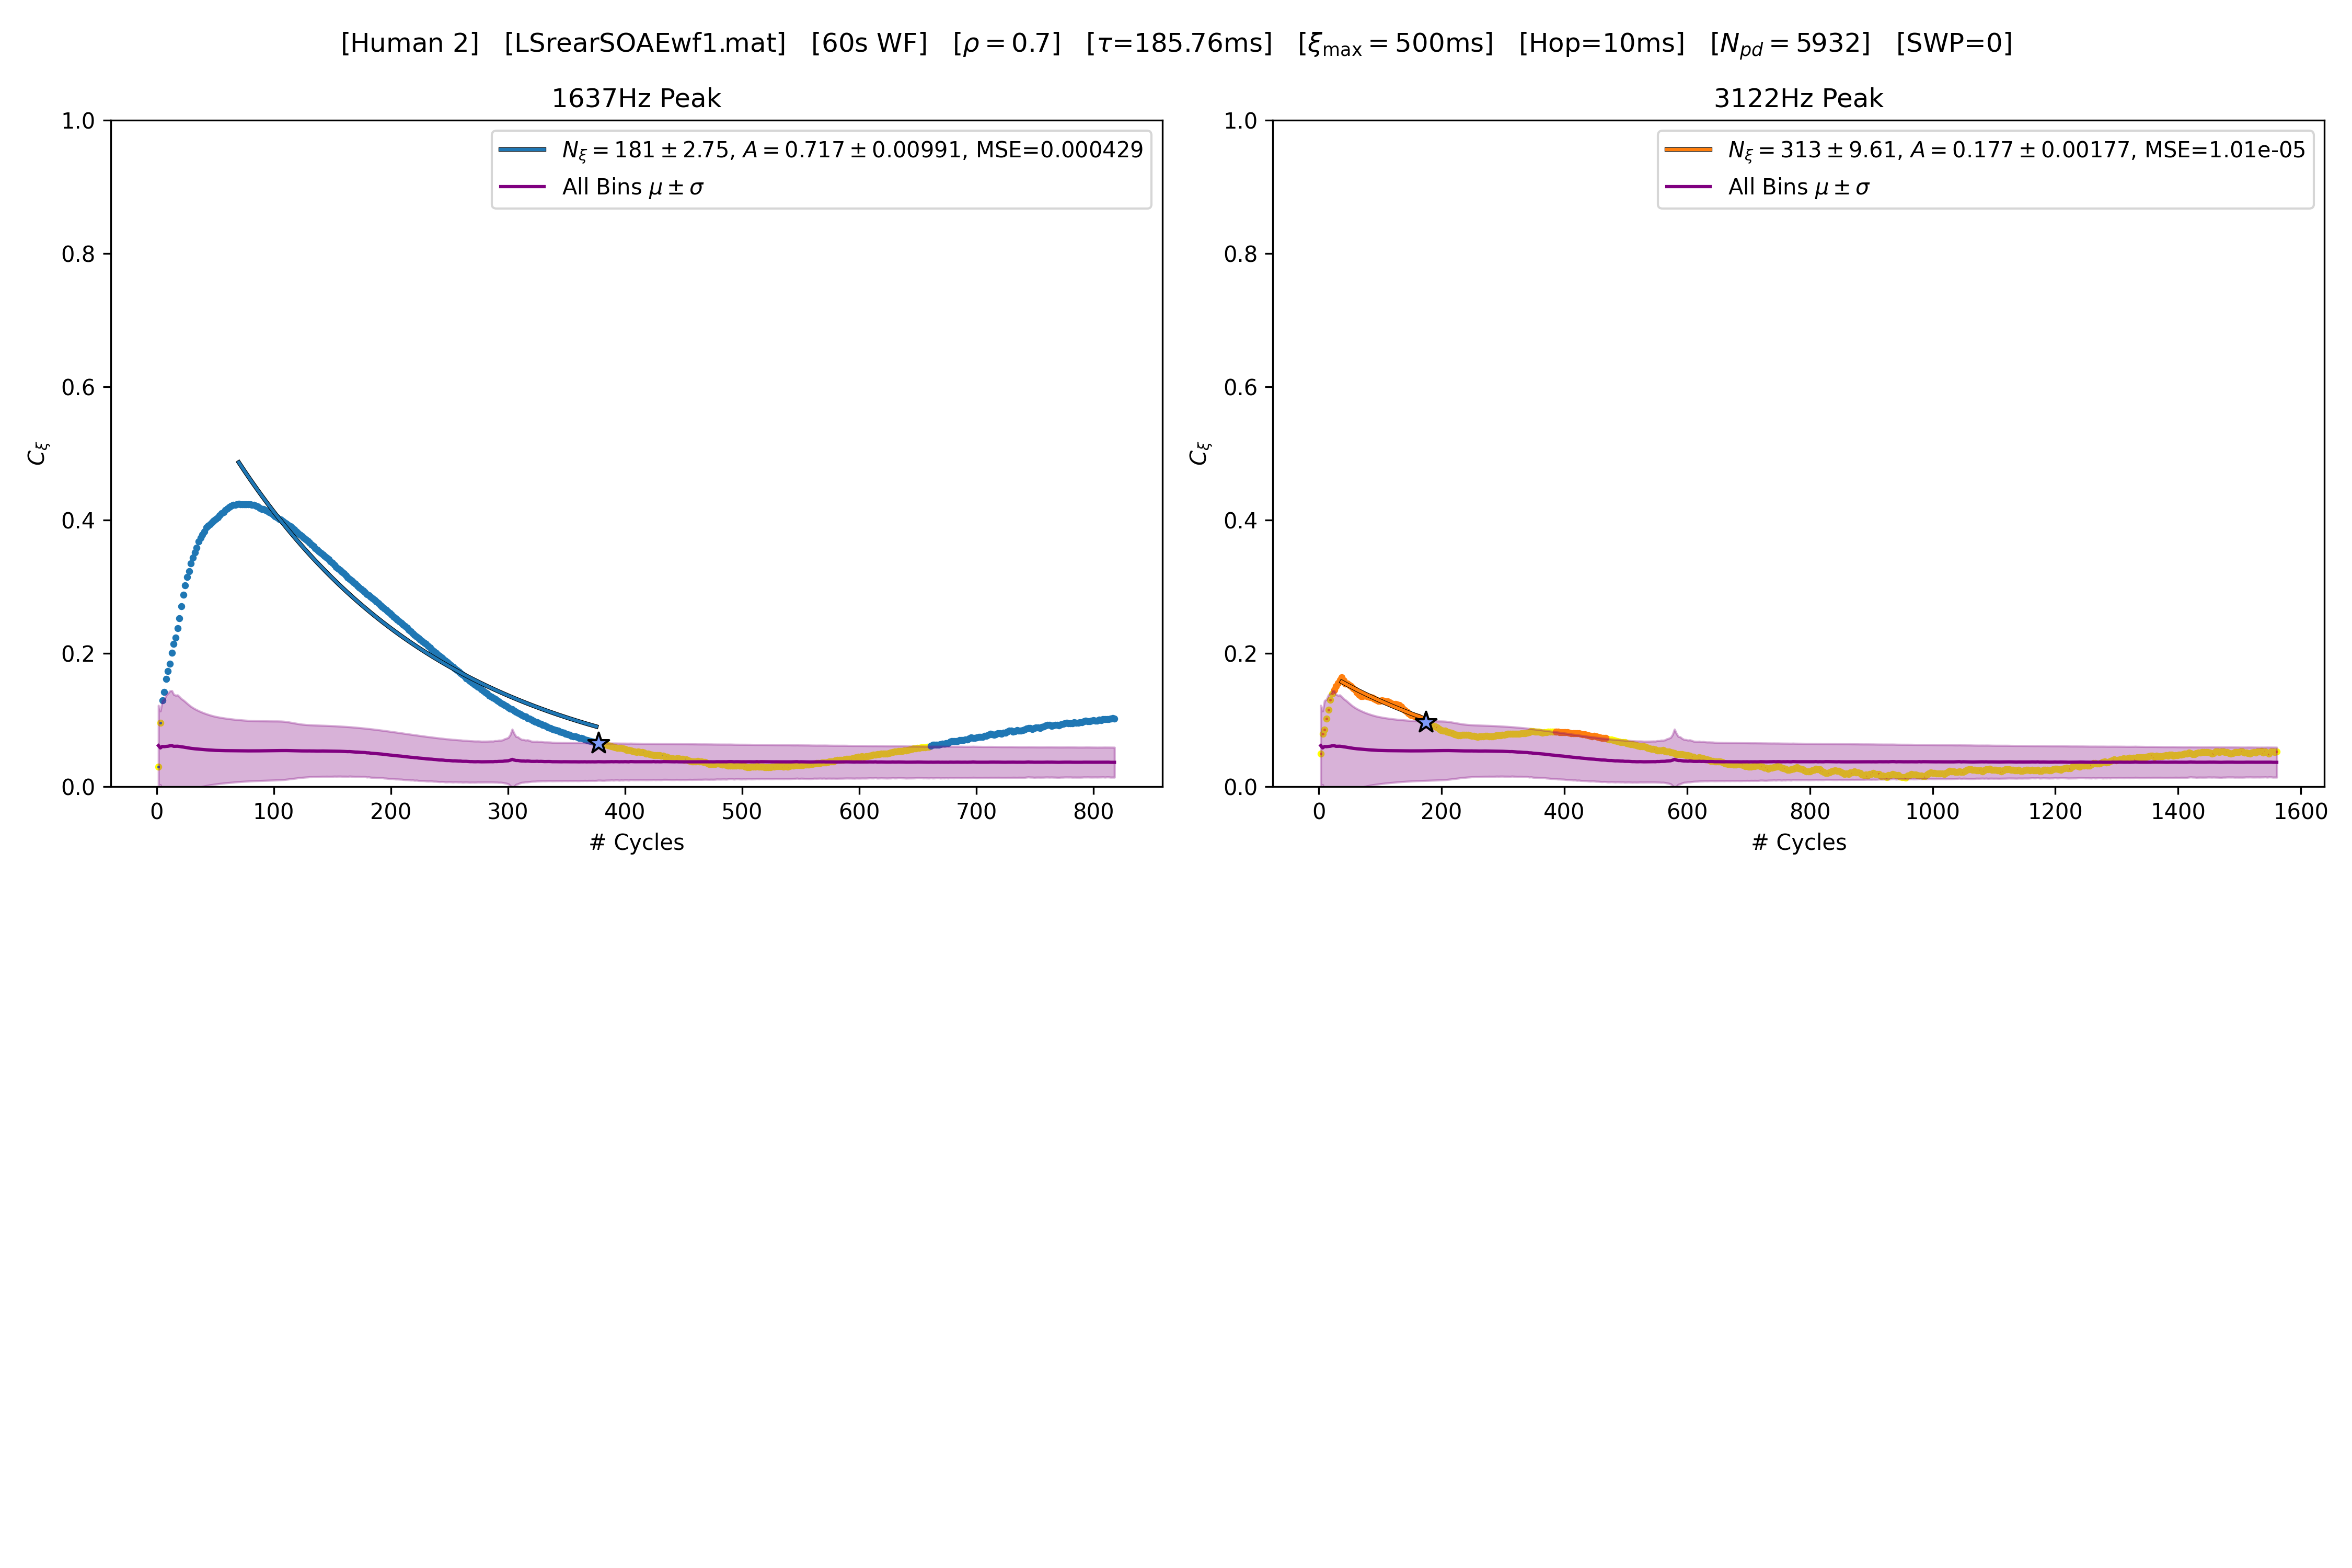 [Human 2] [LSrearSOAEwf1.mat] [60s WF] [ρ = 0.7] [τ=185.76ms] [ξmax = 500ms] [Hop=10ms] [Npd = 5932] [SWP=0]
1637Hz Peak
1.0
0.8
0.6
0.4
0.2
0.0
Cξ
Nξ = 181 ± 2.75, A = 0.717 ± 0.00991, MSE=0.000429
All Bins μ ± σ
0 100 200 300 400 500 600 700 800
# Cycles
3122Hz Peak
1.0
0.8
0.6
0.4
0.2
0.0
Cξ
Nξ = 313 ± 9.61, A = 0.177 ± 0.00177, MSE=1.01e-05
All Bins μ ± σ
0 200 400 600 800 1000 1200 1400 1600
# Cycles